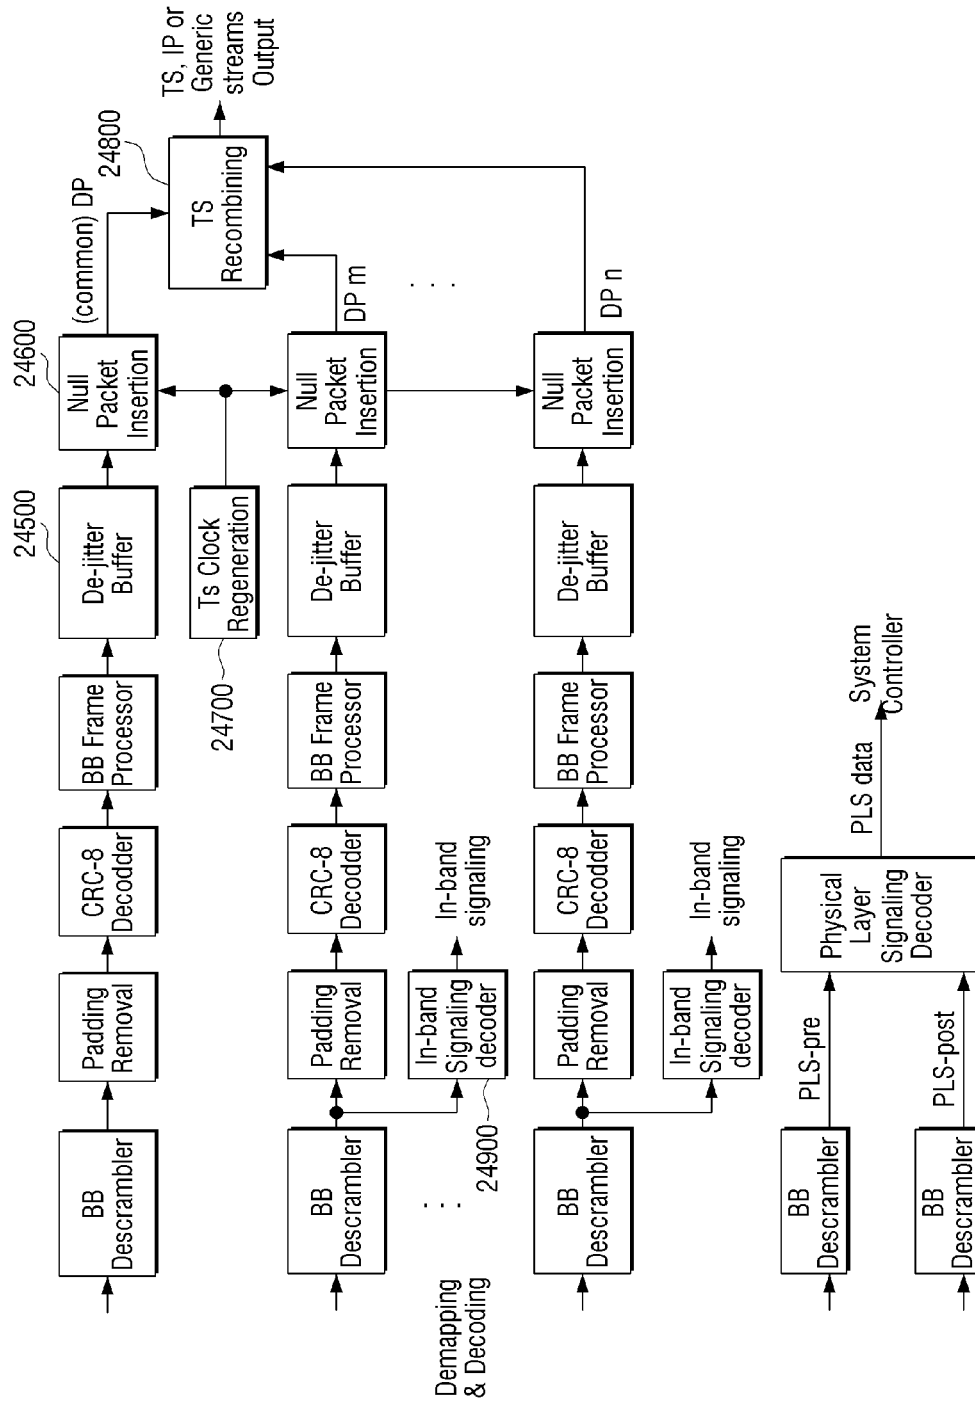 BB
Descrambler
Padding
Removal
CRC-8
Decodder
BB Frame
Processor
24500
De-jitter
Buffer
24600
Null
Packet
Insertion
(common) DP
24800
TS
Recombining
TS, IP or
Generic
streams
Output
24700
Ts Clock
Regeneration
Demapping
& Decoding
BB
Descrambler
Padding
Removal
CRC-8
Decodder
BB Frame
Processor
De-jitter
Buffer
Null
Packet
Insertion
DP m
24900
In-band
Signaling
decoder
In-band
signaling
. . .
. . .
BB
Descrambler
Padding
Removal
CRC-8
Decodder
BB Frame
Processor
De-jitter
Buffer
Null
Packet
Insertion
DP n
In-band
Signaling
decoder
In-band
signaling
BB
Descrambler
PLS-pre
BB
Descrambler
PLS-post
Physical
Layer
Signaling
Decoder
PLS data
System
Controller